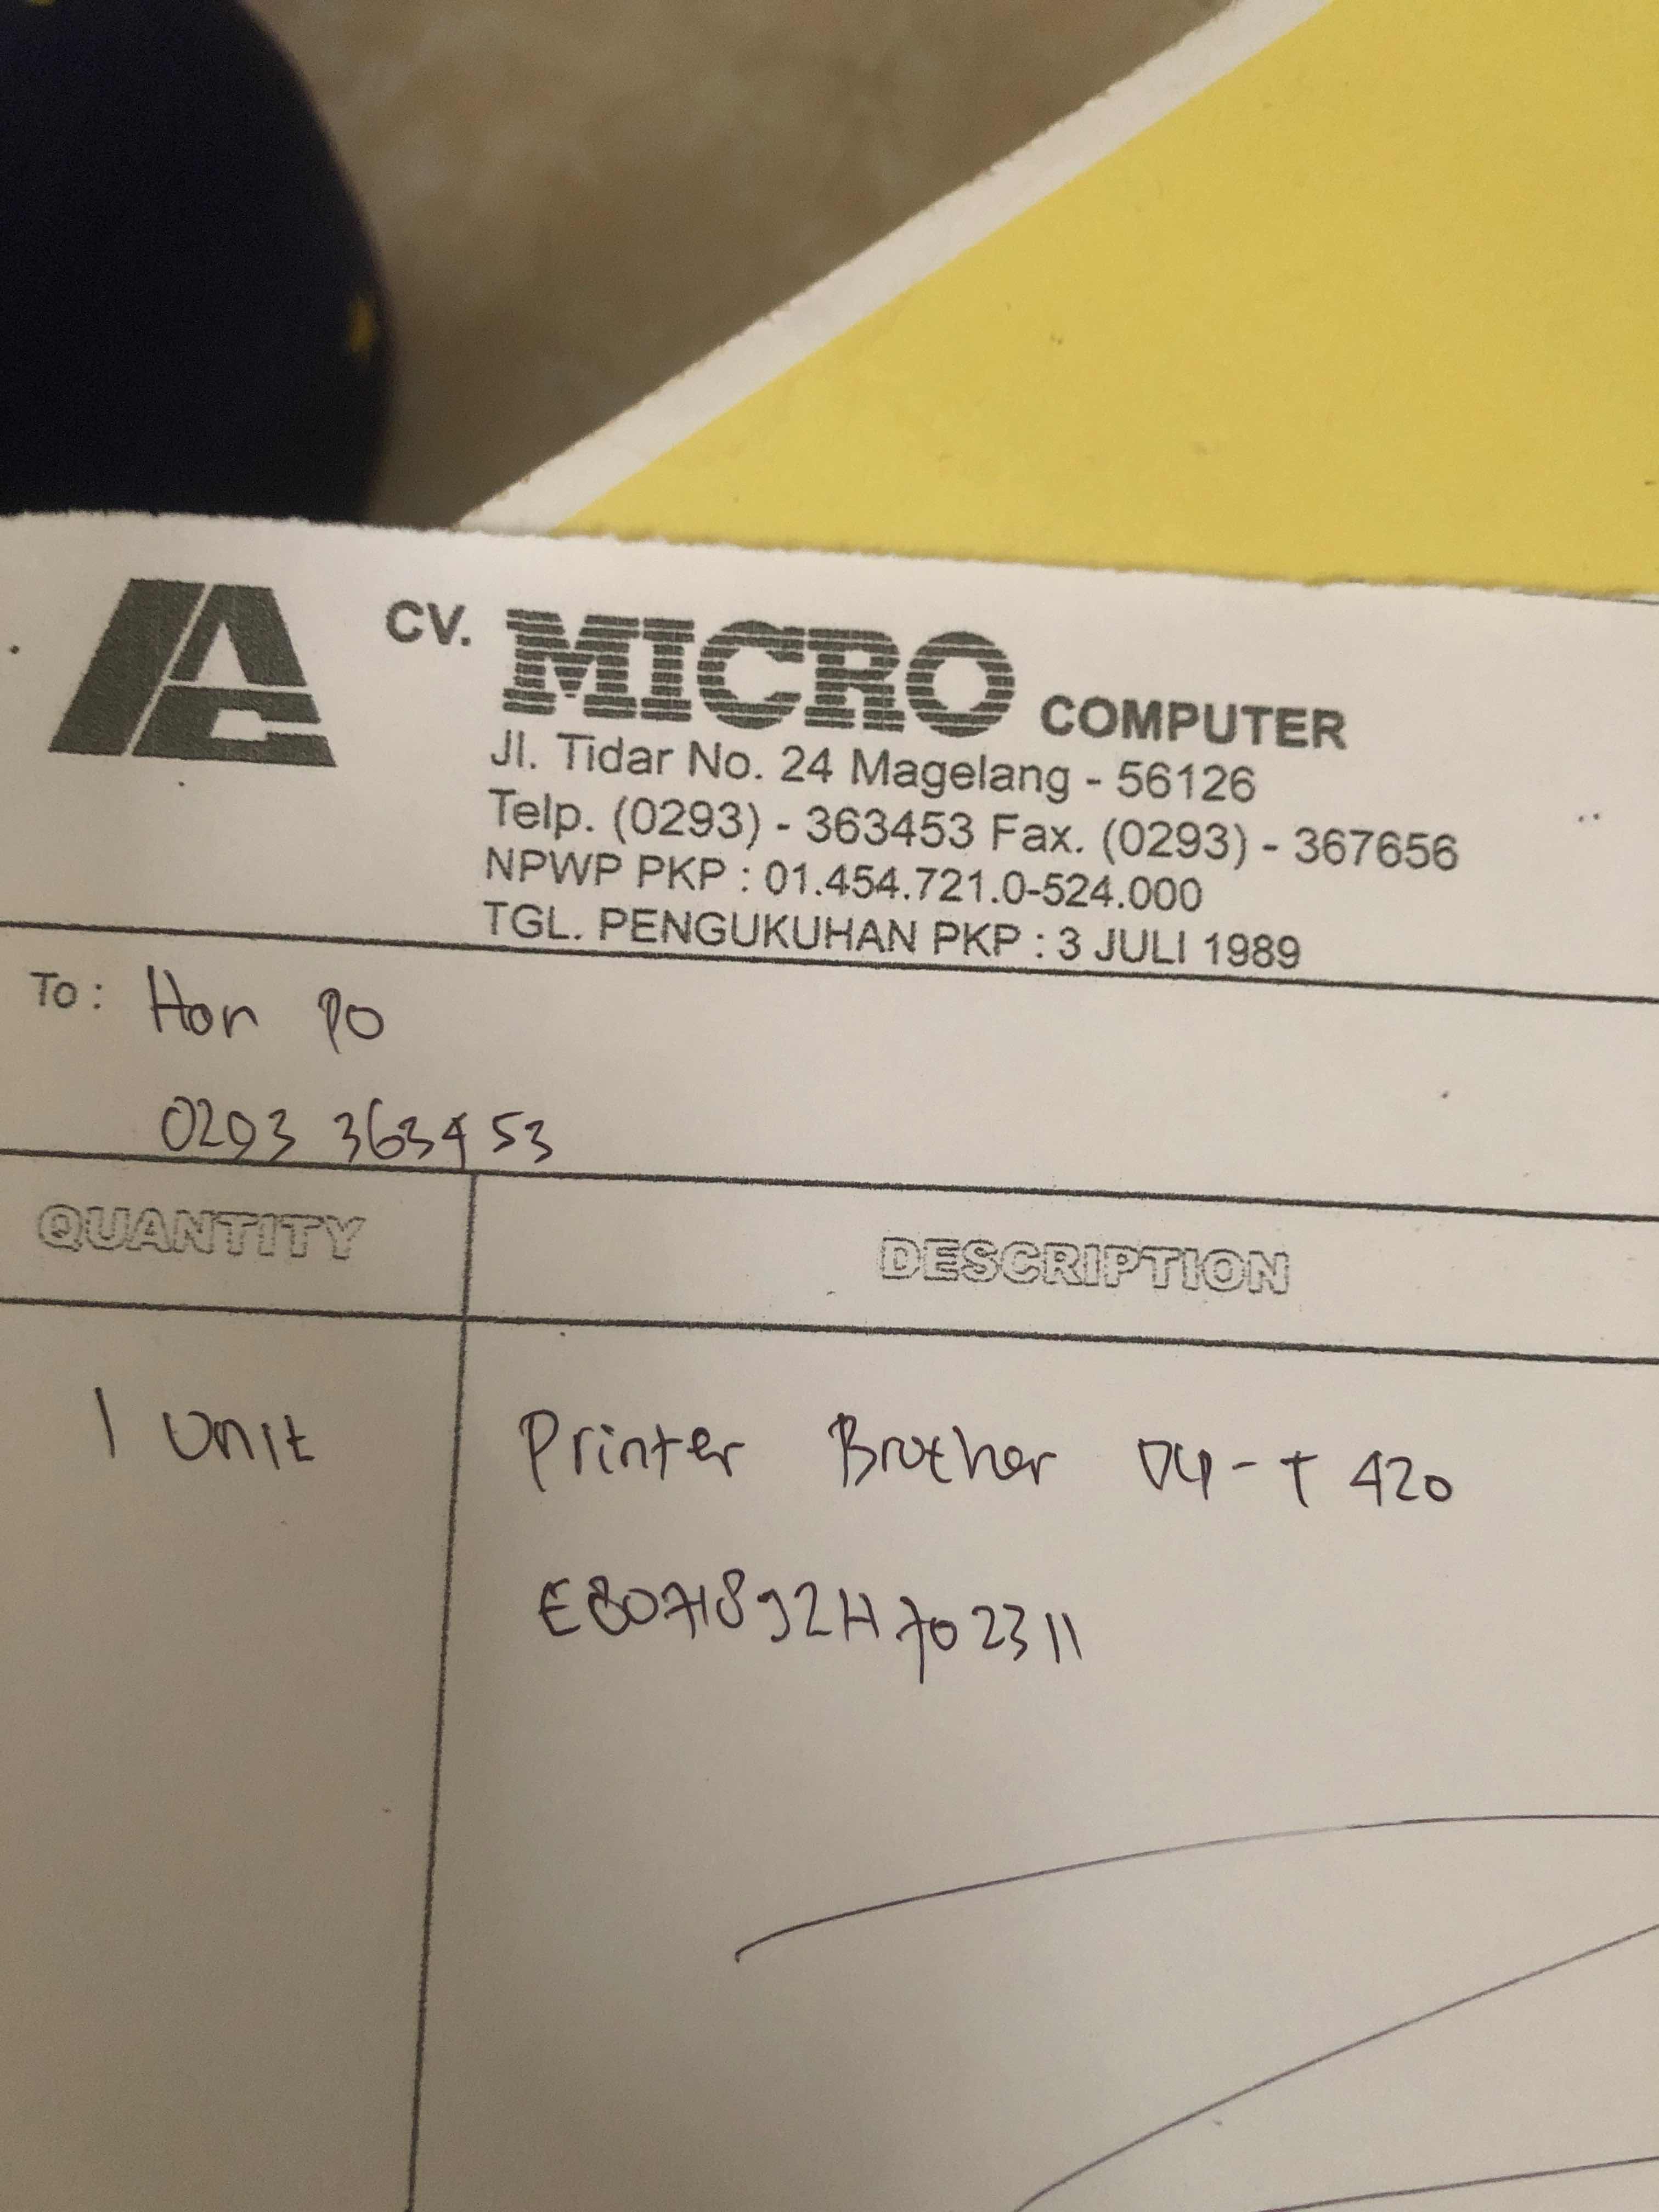 CV. MICRO COMPUTER
Jl. Tidar No. 24 Magelang - 56126
Telp. (0293) - 363453 Fax. (0293) - 367656
NPWP PKP : 01.454.721.0-524.000
TGL. PENGUKUHAN PKP : 3 JULI 1989
To: Hon Po
0293 363453
QUANTITY DESCRIPTION
1 Unit Printer Brother DCP-T 420
E8071892H702311